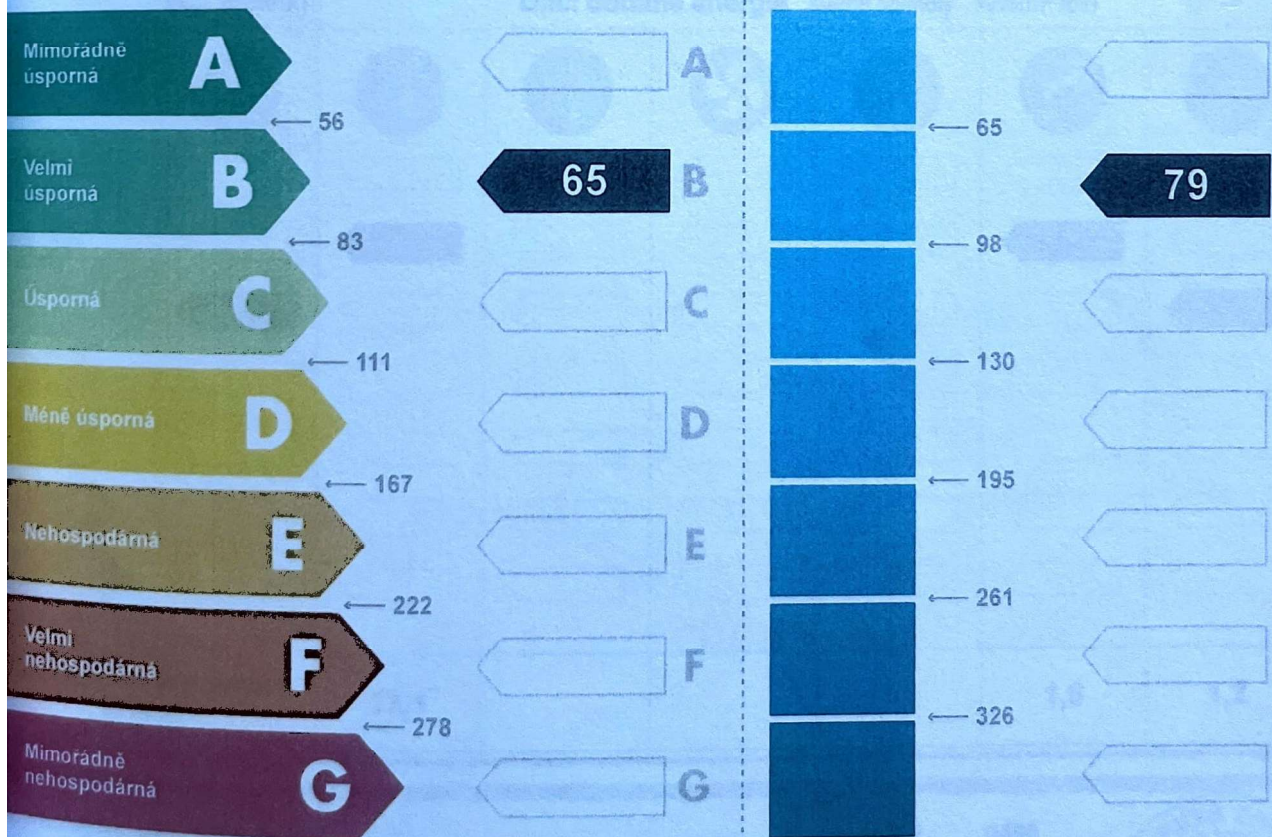 Mimořádně
úsporná
A
A
56
65
Velmi
úsporná
B
65
B
79
83
98
Úsporná
C
C
111
130
Méně úsporná
D
D
167
195
Nehospodárná
E
E
222
261
Velmi
nehospodárná
F
F
278
326
Mimořádně
nehospodárná
G
G